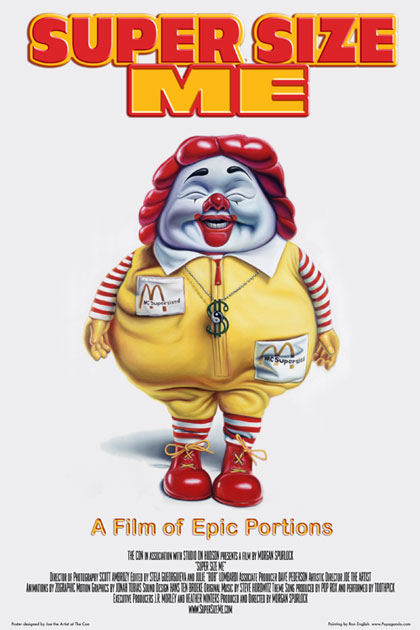 SUPER SIZE
ME
MC Supersized
MC Supersized
A Film of Epic Portions
THE CON IN ASSOCIATION WITH STUDIO ON HUDSON PRESENTS A FILM BY MORGAN SPURLOCK
"SUPER SIZE ME"
DIRECTOR OF PHOTOGRAPHY SCOTT AMBROZY EDITED BY STELA GEORGIEVA AND JULIE "BOB" LOMBARDI ASSOCIATE PRODUCER DAVE PEDERSON ARTISTIC DIRECTOR JOE THE ARTIST
ANIMATIONS BY ZOGRAPHIC MOTION GRAPHICS BY JONAH TOBIAS SOUND DESIGN HANS TEN BROEKE ORIGINAL MUSIC BY STEVE HOROWITZ THEME SONG PRODUCED BY POP ROX AND PERFORMED BY TOOTHPICK
EXECUTIVE PRODUCERS J.R. MORLEY AND HEATHER WINTERS PRODUCED AND DIRECTED BY MORGAN SPURLOCK
WWW.SUPERSIZEME.COM
Poster designed by Joe the Artist at The Con
Painting by Ron English. www.Popaganda.com